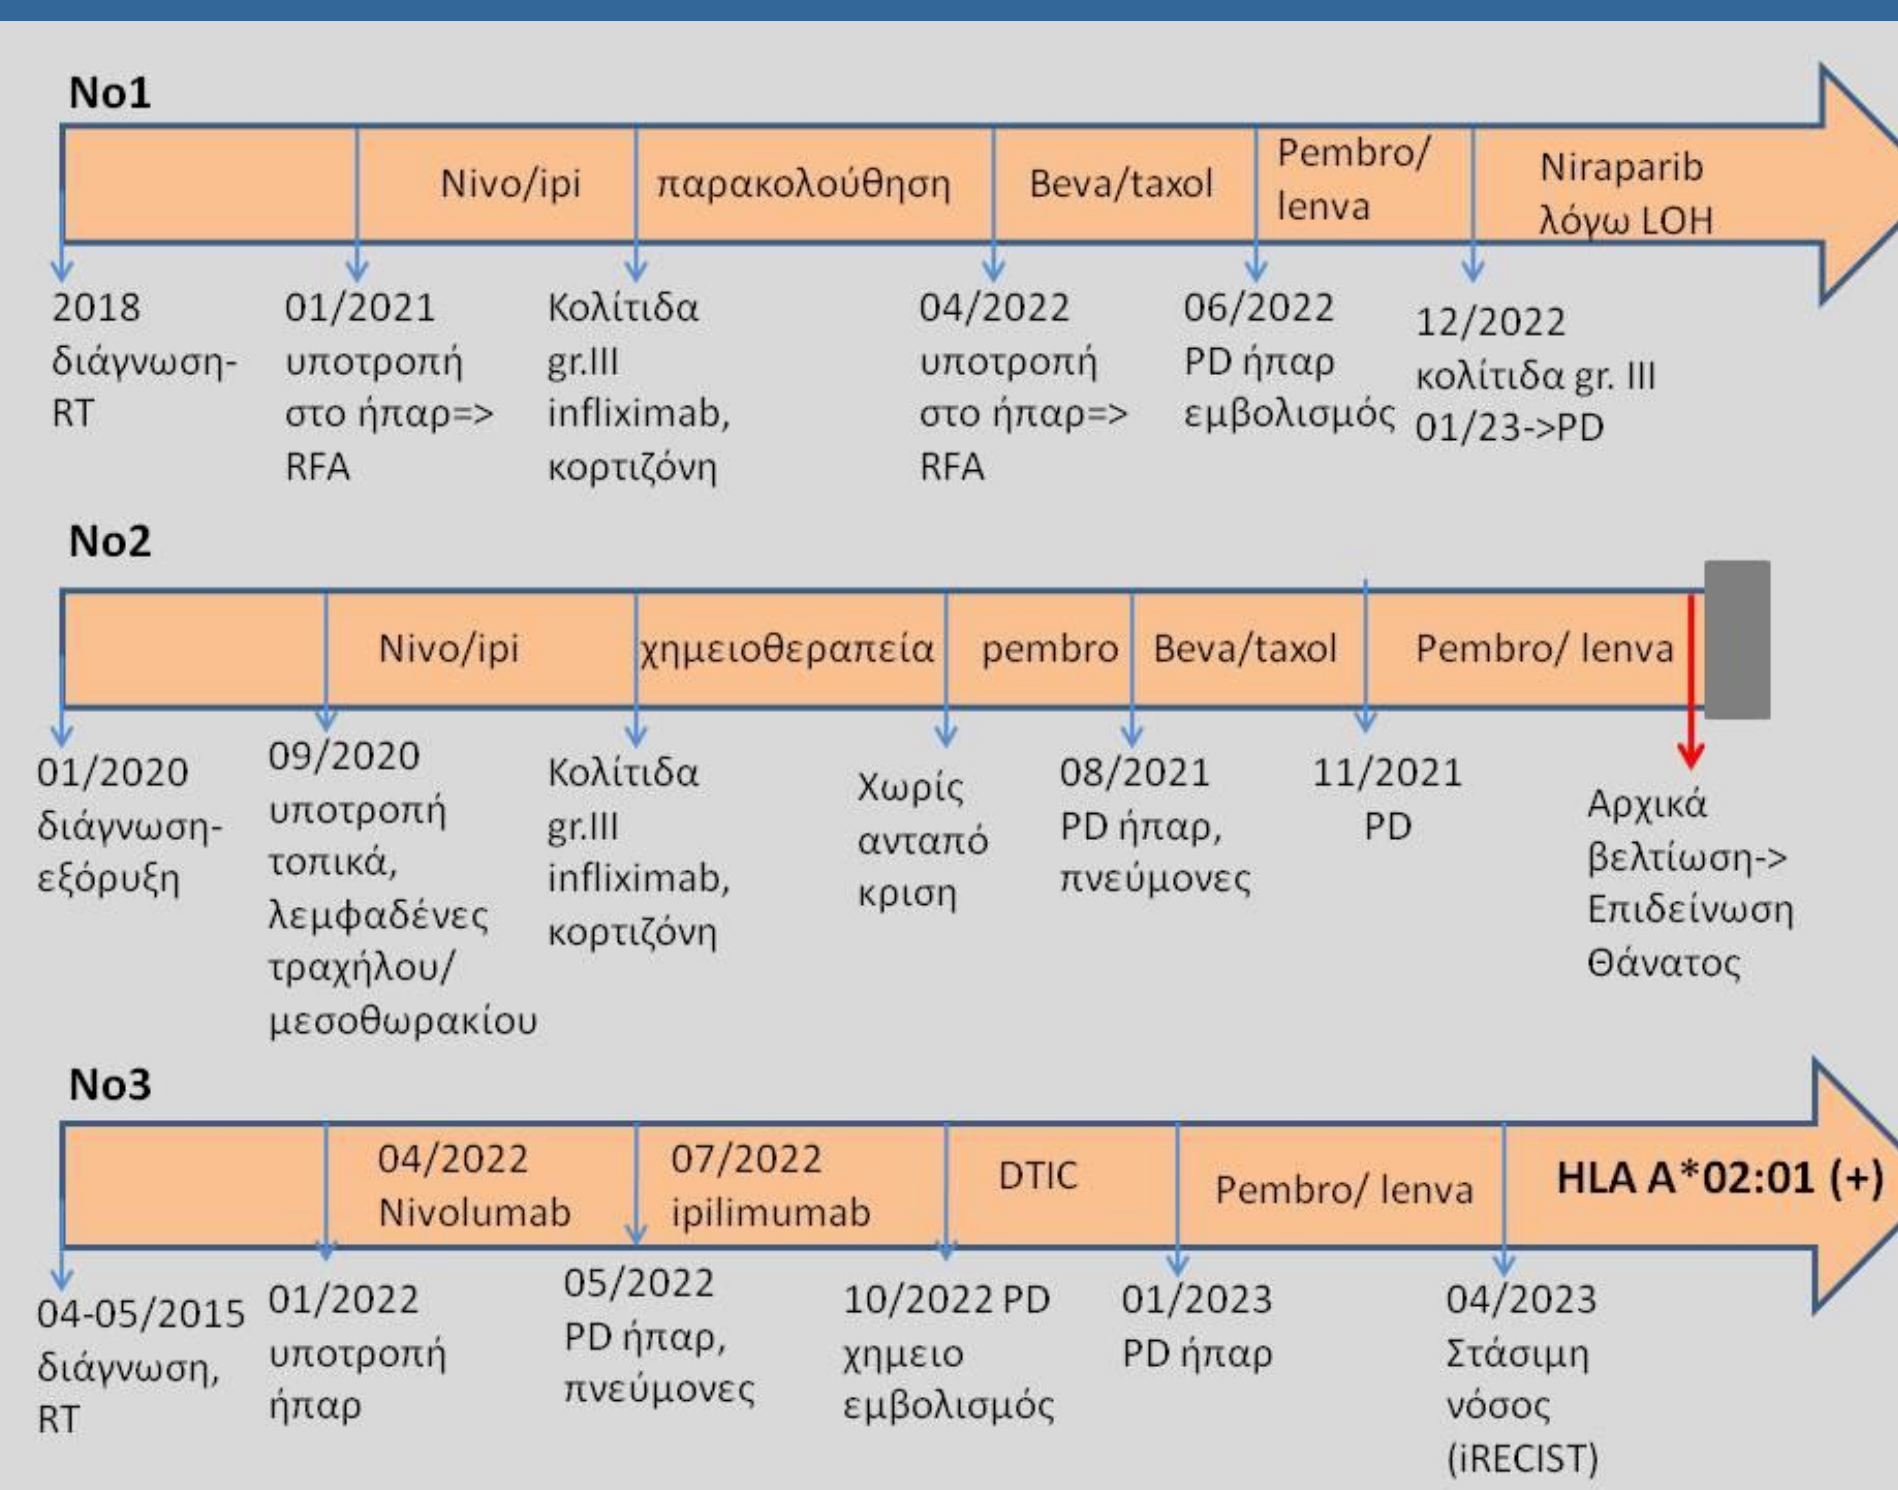 No1
Nivo/ipi
παρακολούθηση
Beva/taxol
Pembro/
lenva
Niraparib
λόγω LOH
2018
διάγνωση-
RT
01/2021
υποτροπή
στο ήπαρ=>
RFA
Κολίτιδα
gr.III
infliximab,
κορτιζόνη
04/2022
υποτροπή
στο ήπαρ=>
RFA
06/2022
PD ήπαρ
εμβολισμός
12/2022
κολίτιδα gr. III
01/23->PD
No2
Nivo/ipi
χημειοθεραπεία
pembro
Beva/taxol
Pembro/ lenva
01/2020
διάγνωση-
εξόρυξη
09/2020
υποτροπή
τοπικά,
λεμφαδένες
τραχήλου/
μεσοθωρακίου
Κολίτιδα
gr.III
infliximab,
κορτιζόνη
Χωρίς
ανταπό
κριση
08/2021
PD ήπαρ,
πνεύμονες
11/2021
PD
Αρχικά
βελτίωση->
Επιδείνωση
Θάνατος
No3
04/2022
Nivolumab
07/2022
ipilimumab
DTIC
Pembro/ lenva
HLA A*02:01 (+)
04-05/2015
διάγνωση,
RT
01/2022
υποτροπή
ήπαρ
05/2022
PD ήπαρ,
πνεύμονες
10/2022 PD
χημειο
εμβολισμός
01/2023
PD ήπαρ
04/2023
Στάσιμη
νόσος
(iRECIST)